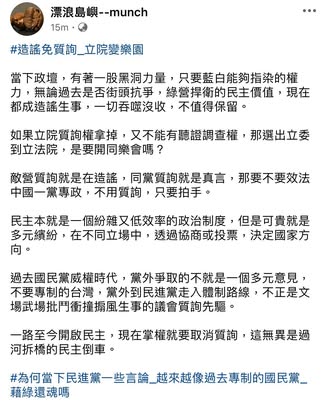 漂浪島嶼--munch
15m ·
#造謠免質詢_立院變樂園
當下政壇，有著一股黑洞力量，只要藍白能夠指染的權
力，無論過去是否街頭抗爭，綠營捍衛的民主價值，現在
都成造謠生事，一切吞噬沒收，不值得保留。
如果立院質詢權拿掉，又不能有聽證調查權，那選出立委
到立法院，是要開同樂會嗎？
敵營質詢就是在造謠，同黨質詢就是真言，那要不要效法
中國一黨專政，不用質詢，只要拍手。
民主本就是一個紛雜又低效率的政治制度，但是可貴就是
多元繽紛，在不同立場中，透過協商或投票，決定國家方
向。
過去國民黨威權時代，黨外爭取的不就是一個多元意見，
不要專制的台灣，黨外到民進黨走入體制路線，不正是文
場武場批鬥衝撞搧風生事的議會質詢先驅。
一路至今開啟民主，現在掌權就要取消質詢，這無異是過
河拆橋的民主倒車。
#為何當下民進黨一些言論_越來越像過去專制的國民黨_
藉綠還魂嗎